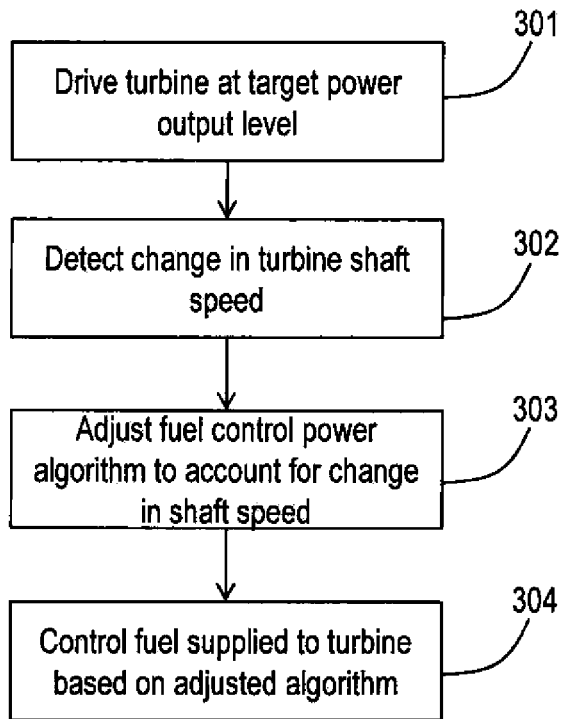 301
Drive turbine at target power
output level
302
Detect change in turbine shaft
speed
303
Adjust fuel control power
algorithm to account for change
in shaft speed
304
Control fuel supplied to turbine
based on adjusted algorithm